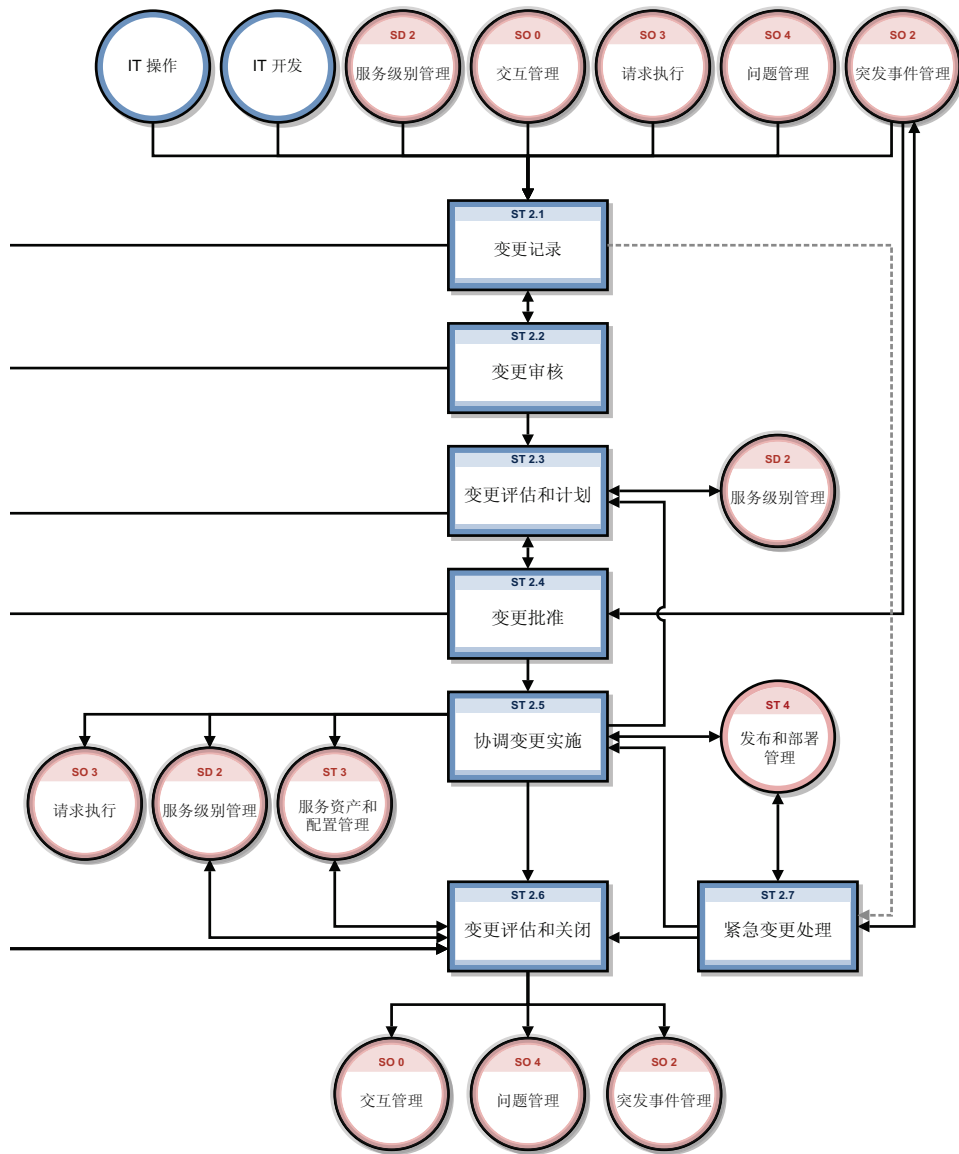 IT 操作
IT 开发
SD 2
服务级别管理
SO 0
交互管理
SO 3
请求执行
SO 4
问题管理
SO 2
突发事件管理
ST 2.1
变更记录
ST 2.2
变更审核
ST 2.3
变更评估和计划
SD 2
服务级别管理
ST 2.4
变更批准
ST 2.5
协调变更实施
ST 4
发布和部署
管理
SO 3
请求执行
SD 2
服务级别管理
ST 3
服务资产和
配置管理
ST 2.6
变更评估和关闭
ST 2.7
紧急变更处理
SO 0
交互管理
SO 4
问题管理
SO 2
突发事件管理